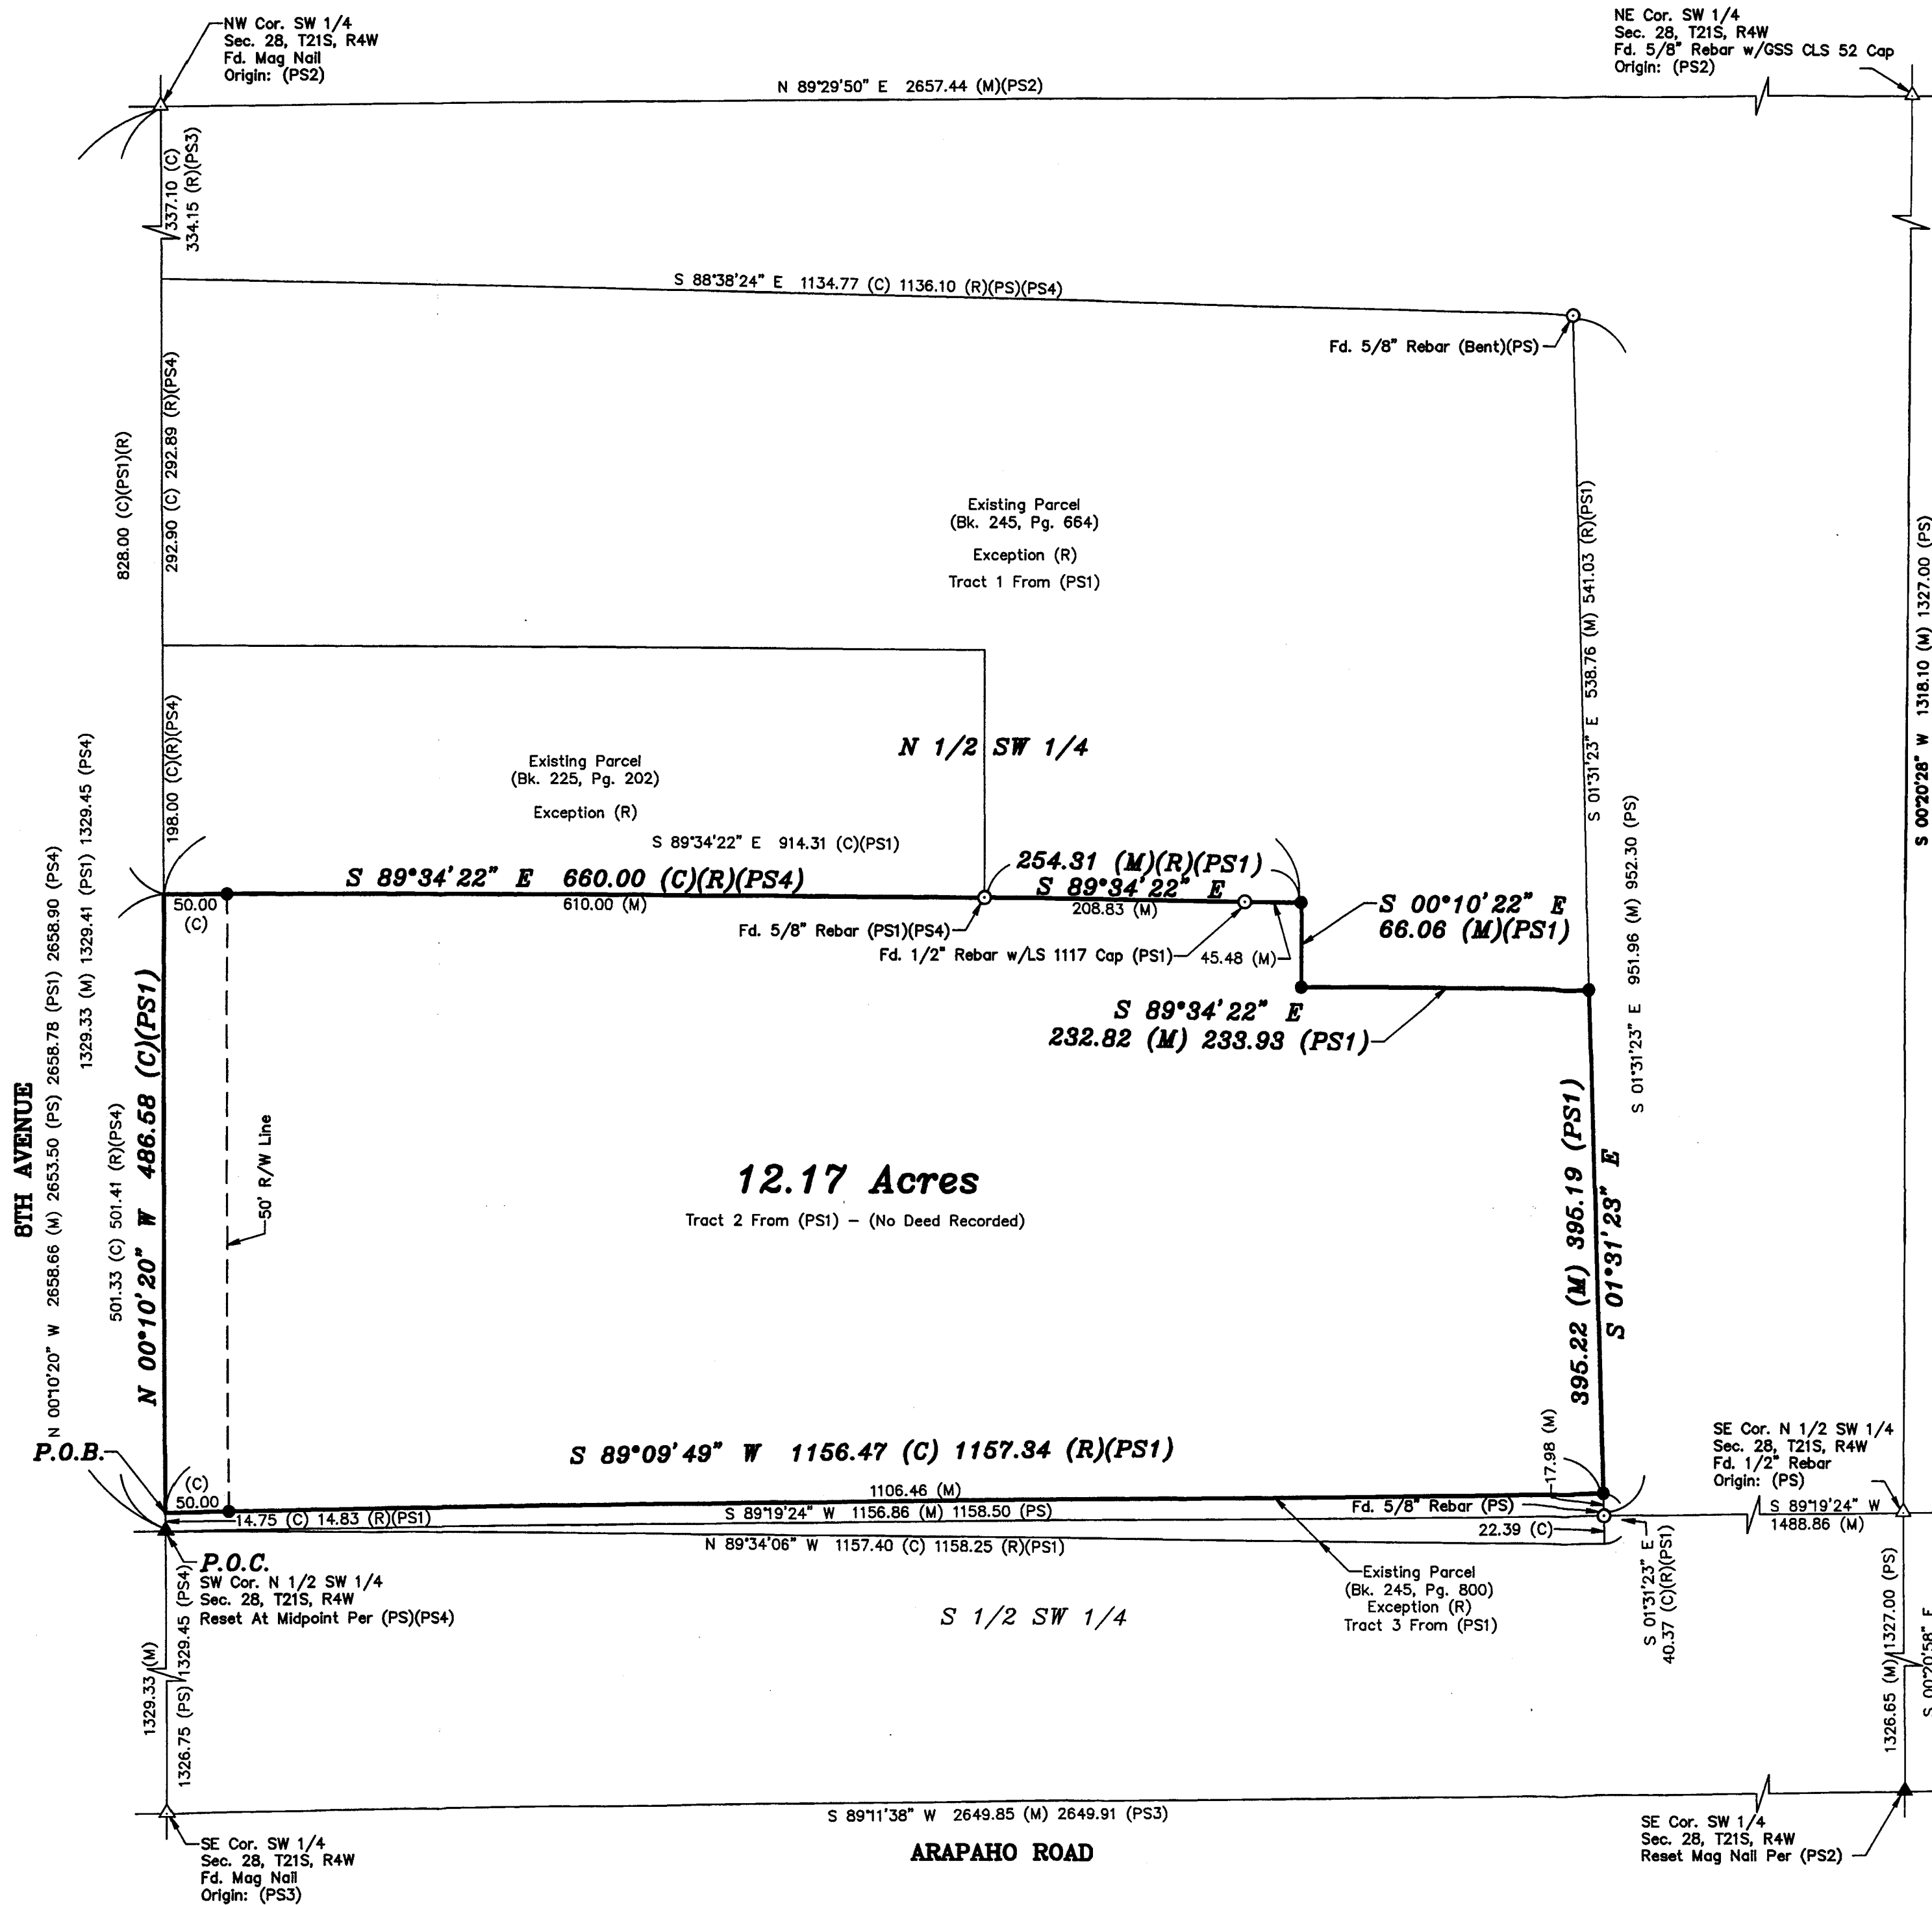 NW Cor. SW 1/4
Sec. 28, T21S, R4W
Fd. Mag Nail
Origin: (PS2)
NE Cor. SW 1/4
Sec. 28, T21S, R4W
Fd. 5/8" Rebar w/GSS CLS 52 Cap
Origin: (PS2)
N 89°29'50" E 2657.44 (M)(PS2)
337.10 (C)
334.15 (R)(PS3)
S 88°38'24" E 1134.77 (C) 1136.10 (R)(PS)(PS4)
Fd. 5/8" Rebar (Bent)(PS)
828.00 (C)(PS1)(R)
292.90 (C) 292.89 (R)(PS4)
Existing Parcel
(Bk. 245, Pg. 664)
Exception (R)
Tract 1 From (PS1)
S 01°31'23" E 538.76 (M) 541.03 (R)(PS1)
S 00°20'28" W 1318.10 (M) 1327.00 (PS)
198.00 (C)(R)(PS4)
N 1/2 SW 1/4
Existing Parcel
(Bk. 225, Pg. 202)
Exception (R)
S 89°34'22" E 914.31 (C)(PS1)
S 89°34'22" E 660.00 (C)(R)(PS4)
254.31 (M)(R)(PS1)
S 89°34'22" E
50.00
(C)
610.00 (M)
208.83 (M)
Fd. 5/8" Rebar (PS1)(PS4)
Fd. 1/2" Rebar w/LS 1117 Cap (PS1)
45.48 (M)
S 00°10'22" E
66.06 (M)(PS1)
S 89°34'22" E
232.82 (M) 233.93 (PS1)
S 01°31'23" E 951.96 (M) 952.30 (PS)
8TH AVENUE
N 00°10'20" W 2658.66 (M) 2653.50 (PS) 2658.78 (PS1) 2658.90 (PS4)
1329.33 (M) 1329.41 (PS1) 1329.45 (PS4)
501.33 (C) 501.41 (R)(PS4)
N 00°10'20" W 486.58 (C)(PS1)
50' R/W Line
12.17 Acres
Tract 2 From (PS1) – (No Deed Recorded)
395.22 (M) 395.19 (PS1)
S 01°31'23" E
P.O.B.
S 89°09'49" W 1156.47 (C) 1157.34 (R)(PS1)
17.98 (M)
(C)
50.00
1106.46 (M)
14.75 (C) 14.83 (R)(PS1)
S 89°19'24" W 1156.86 (M) 1158.50 (PS)
Fd. 5/8" Rebar (PS)
22.39 (C)
N 89°34'06" W 1157.40 (C) 1158.25 (R)(PS1)
SE Cor. N 1/2 SW 1/4
Sec. 28, T21S, R4W
Fd. 1/2" Rebar
Origin: (PS)
S 89°19'24" W
1488.86 (M)
P.O.C.
SW Cor. N 1/2 SW 1/4
Sec. 28, T21S, R4W
Reset At Midpoint Per (PS)(PS4)
Existing Parcel
(Bk. 245, Pg. 800)
Exception (R)
Tract 3 From (PS1)
S 01°31'23" E
40.37 (C)(R)(PS1)
S 1/2 SW 1/4
1329.33 (M)
1326.75 (PS) 1329.45 (PS4)
1326.65 (M) 1327.00 (PS)
S 00°20'58" E
S 89°11'38" W 2649.85 (M) 2649.91 (PS3)
ARAPAHO ROAD
SE Cor. SW 1/4
Sec. 28, T21S, R4W
Fd. Mag Nail
Origin: (PS3)
SE Cor. SW 1/4
Sec. 28, T21S, R4W
Reset Mag Nail Per (PS2)